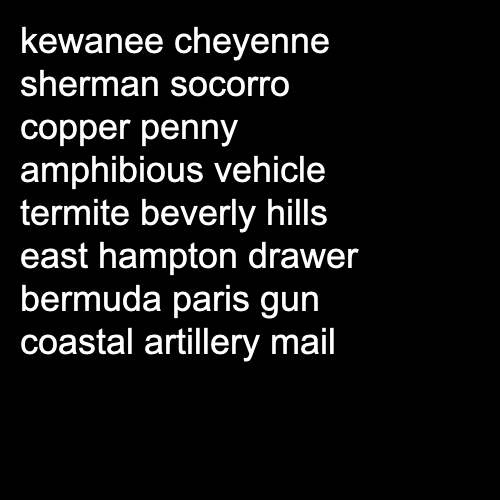 kewanee cheyenne
sherman socorro
copper penny
amphibious vehicle
termite beverly hills
east hampton drawer
bermuda paris gun
coastal artillery mail